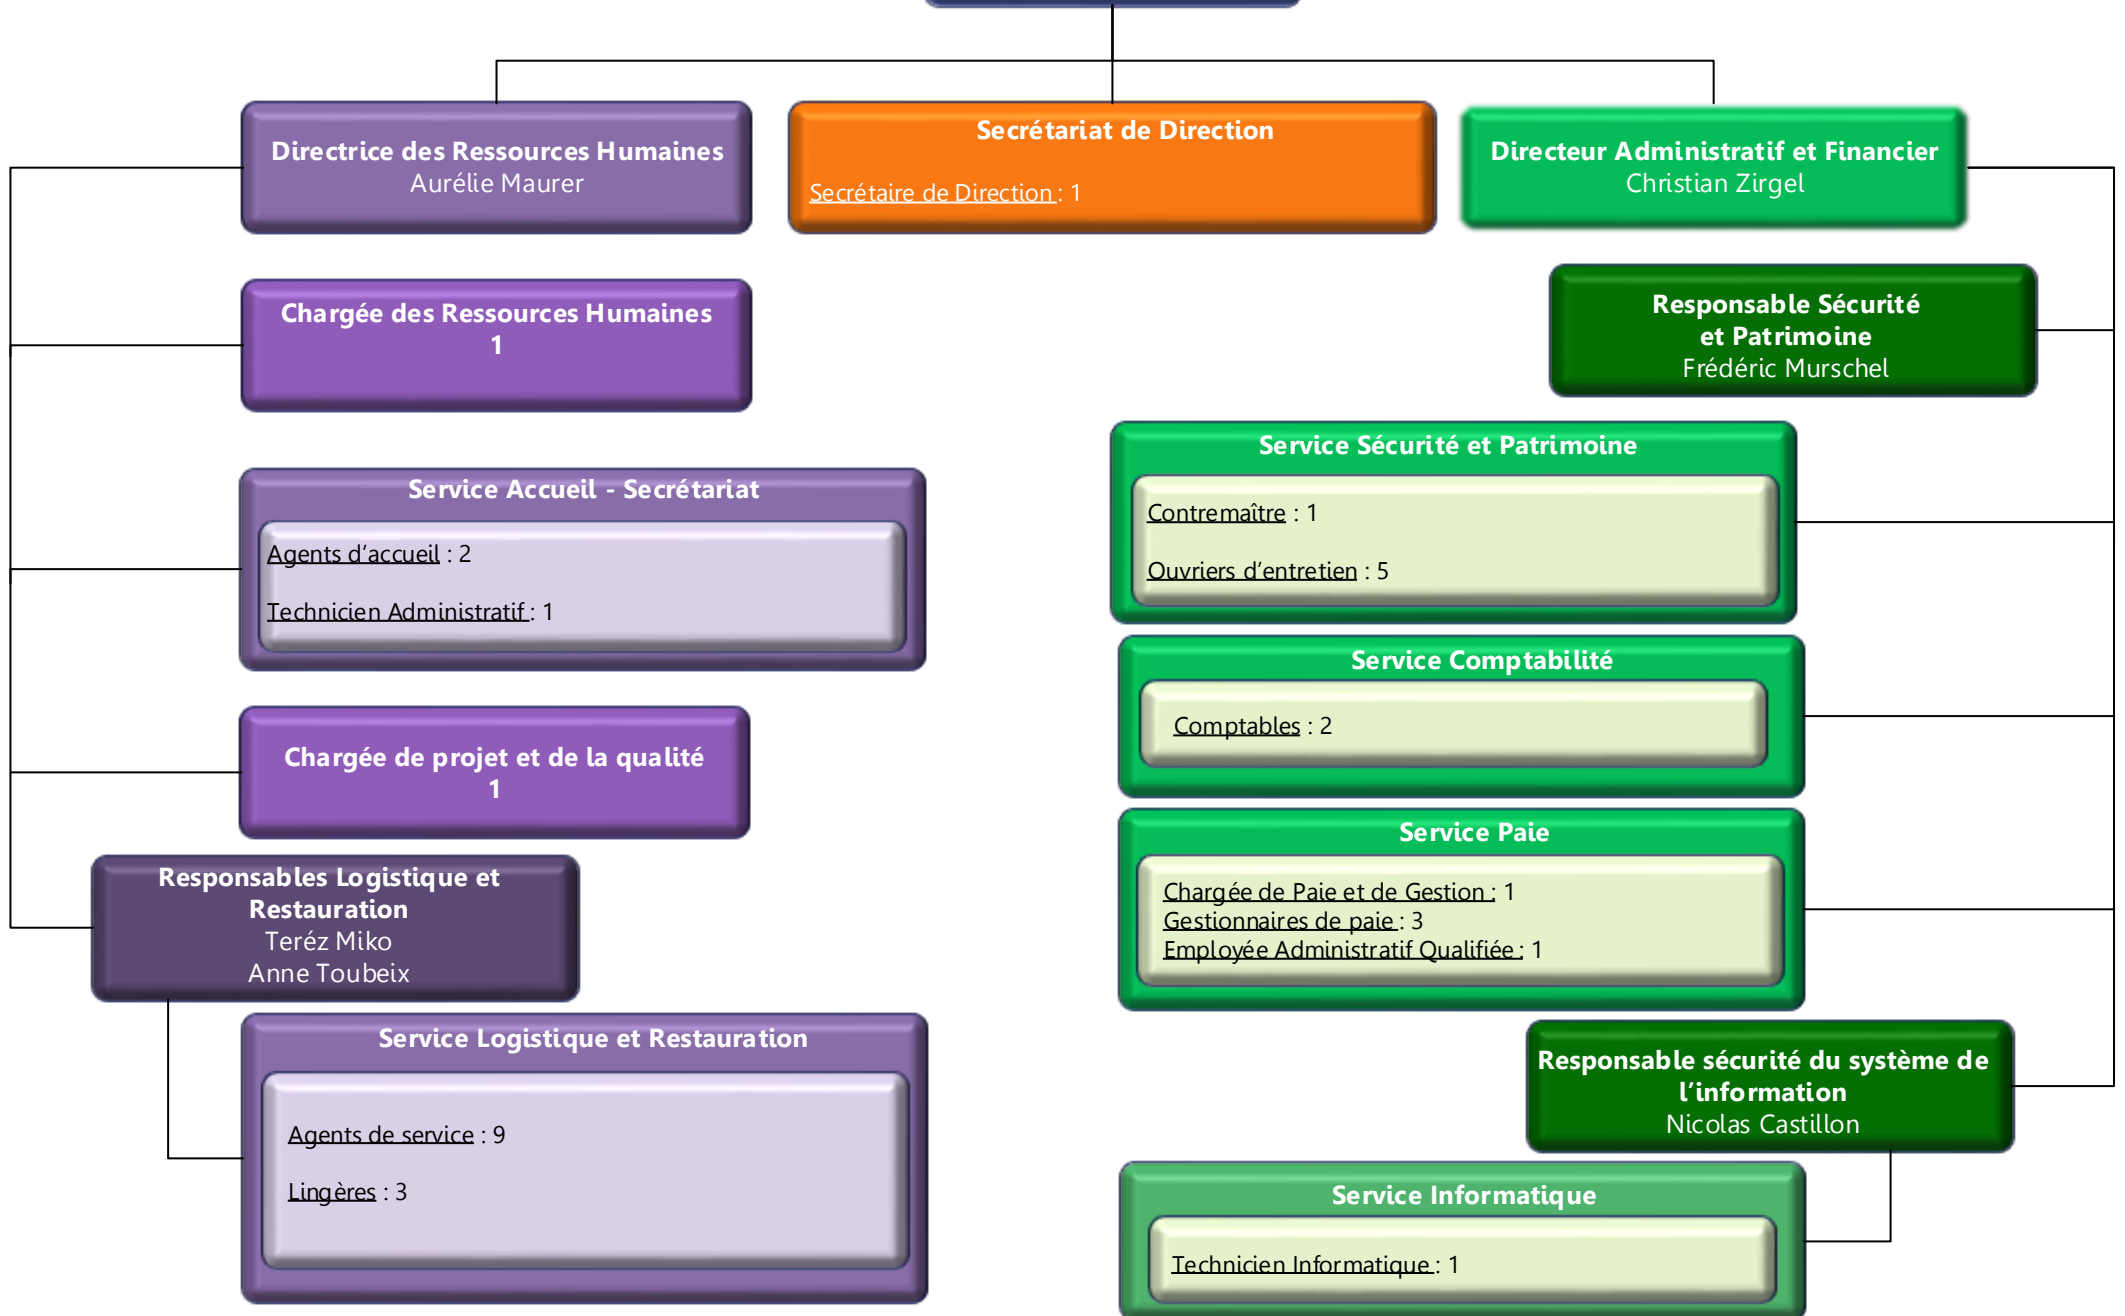 Directrice des Ressources Humaines
Aurélie Maurer
Secrétariat de Direction
Secrétaire de Direction : 1
Directeur Administratif et Financier
Christian Zirgel
Chargée des Ressources Humaines
1
Responsable Sécurité
et Patrimoine
Frédéric Murschel
Service Accueil - Secrétariat
Agents d’accueil : 2
Technicien Administratif : 1
Service Sécurité et Patrimoine
Contremaître : 1
Ouvriers d’entretien : 5
Service Comptabilité
Comptables : 2
Chargée de projet et de la qualité
1
Service Paie
Chargée de Paie et de Gestion : 1
Gestionnaires de paie : 3
Employée Administratif Qualifiée : 1
Responsables Logistique et
Restauration
Teréz Miko
Anne Toubeix
Service Logistique et Restauration
Agents de service : 9
Lingères : 3
Responsable sécurité du système de
l’information
Nicolas Castillon
Service Informatique
Technicien Informatique : 1